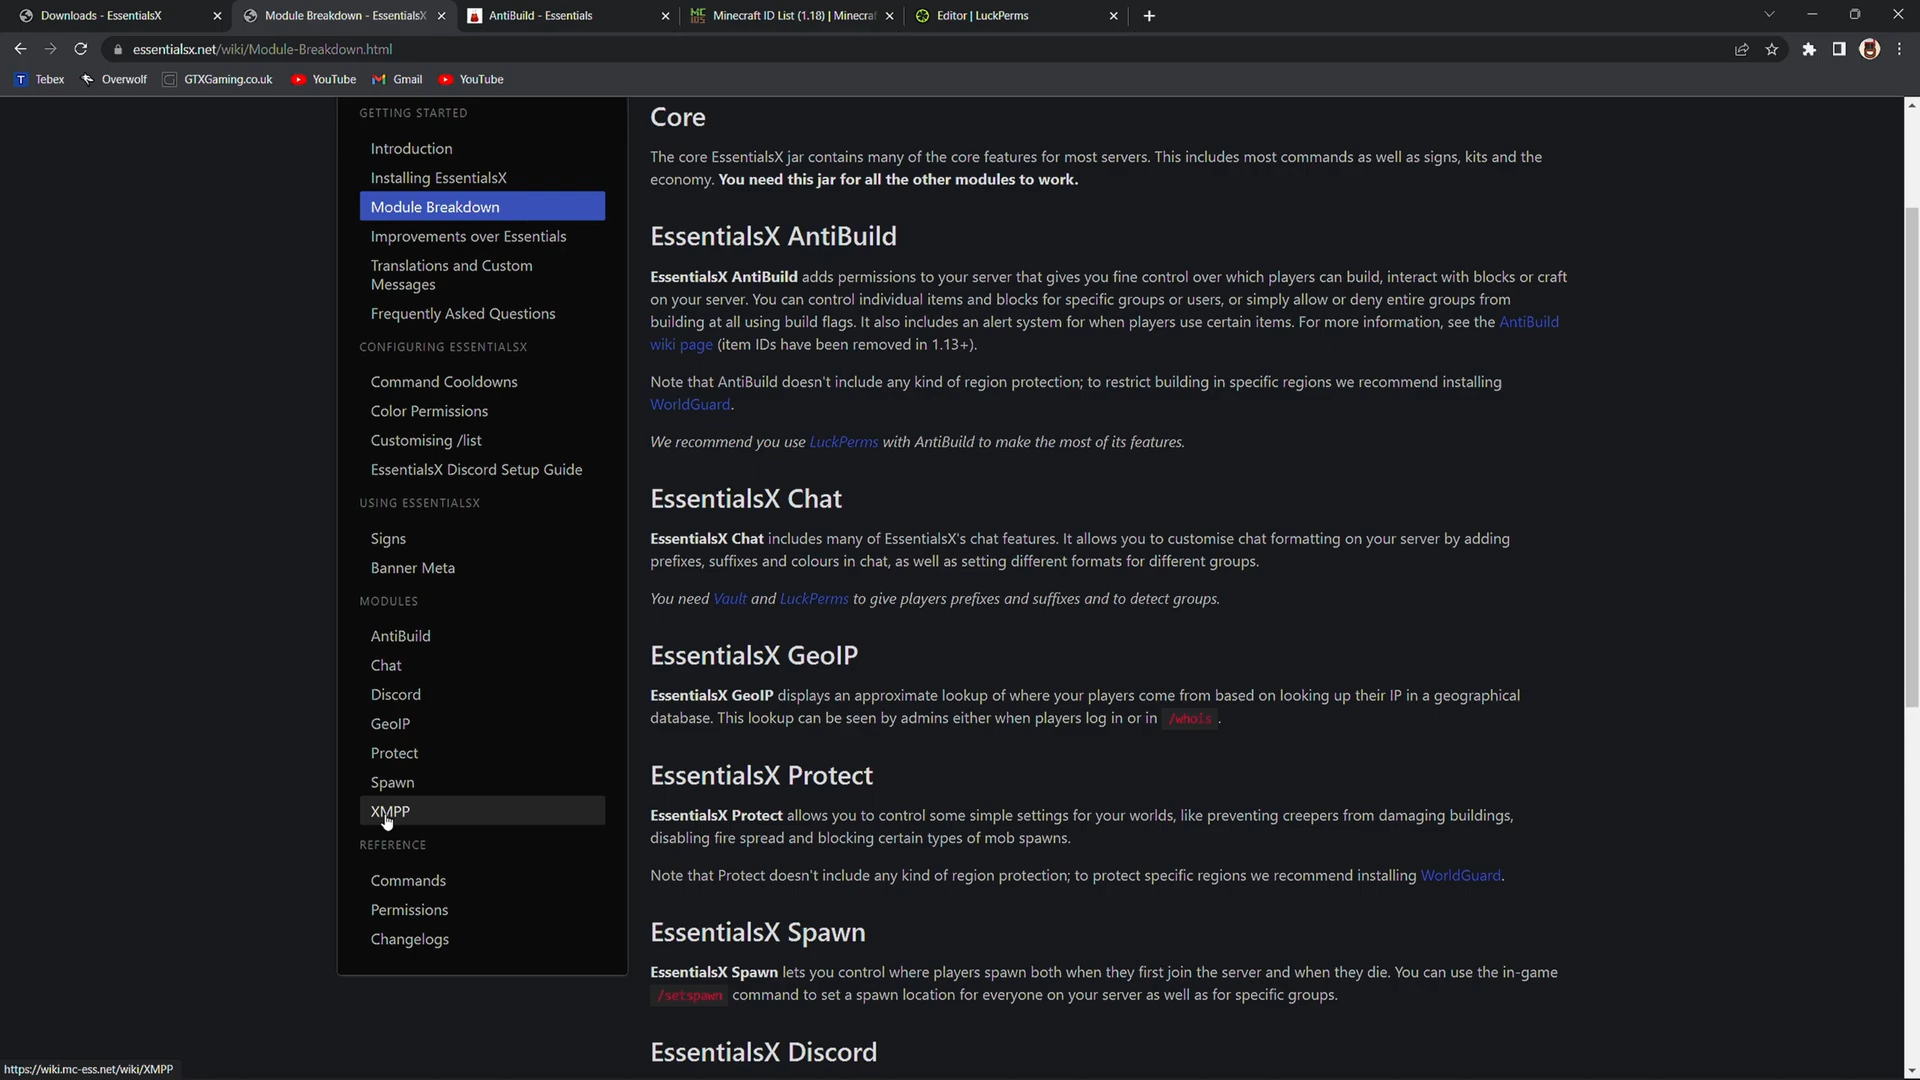 Downloads - EssentialsX
Module Breakdown - EssentialsX
AntiBuild - Essentials
Minecraft ID List (1.18) | Minecraf
Editor | LuckPerms
essentialsx.net/wiki/Module-Breakdown.html
Tebex
Overwolf
GTXGaming.co.uk
YouTube
Gmail
YouTube
GETTING STARTED
Introduction
Installing EssentialsX
Module Breakdown
Improvements over Essentials
Translations and Custom
Messages
Frequently Asked Questions
CONFIGURING ESSENTIALSX
Command Cooldowns
Color Permissions
Customising /list
EssentialsX Discord Setup Guide
USING ESSENTIALSX
Signs
Banner Meta
MODULES
AntiBuild
Chat
Discord
GeoIP
Protect
Spawn
XMPP
REFERENCE
Commands
Permissions
Changelogs
Core
The core EssentialsX jar contains many of the core features for most servers. This includes most commands as well as signs, kits and the
economy. You need this jar for all the other modules to work.
EssentialsX AntiBuild
EssentialsX AntiBuild adds permissions to your server that gives you fine control over which players can build, interact with blocks or craft
on your server. You can control individual items and blocks for specific groups or users, or simply allow or deny entire groups from
building at all using build flags. It also includes an alert system for when players use certain items. For more information, see the AntiBuild
wiki page (item IDs have been removed in 1.13+).
Note that AntiBuild doesn't include any kind of region protection; to restrict building in specific regions we recommend installing
WorldGuard.
We recommend you use LuckPerms with AntiBuild to make the most of its features.
EssentialsX Chat
EssentialsX Chat includes many of EssentialsX's chat features. It allows you to customise chat formatting on your server by adding
prefixes, suffixes and colours in chat, as well as setting different formats for different groups.
You need Vault and LuckPerms to give players prefixes and suffixes and to detect groups.
EssentialsX GeoIP
EssentialsX GeoIP displays an approximate lookup of where your players come from based on looking up their IP in a geographical
database. This lookup can be seen by admins either when players log in or in /whois .
EssentialsX Protect
EssentialsX Protect allows you to control some simple settings for your worlds, like preventing creepers from damaging buildings,
disabling fire spread and blocking certain types of mob spawns.
Note that Protect doesn't include any kind of region protection; to protect specific regions we recommend installing WorldGuard.
EssentialsX Spawn
EssentialsX Spawn lets you control where players spawn both when they first join the server and when they die. You can use the in-game
/setspawn command to set a spawn location for everyone on your server as well as for specific groups.
EssentialsX Discord
https://wiki.mc-ess.net/wiki/XMPP